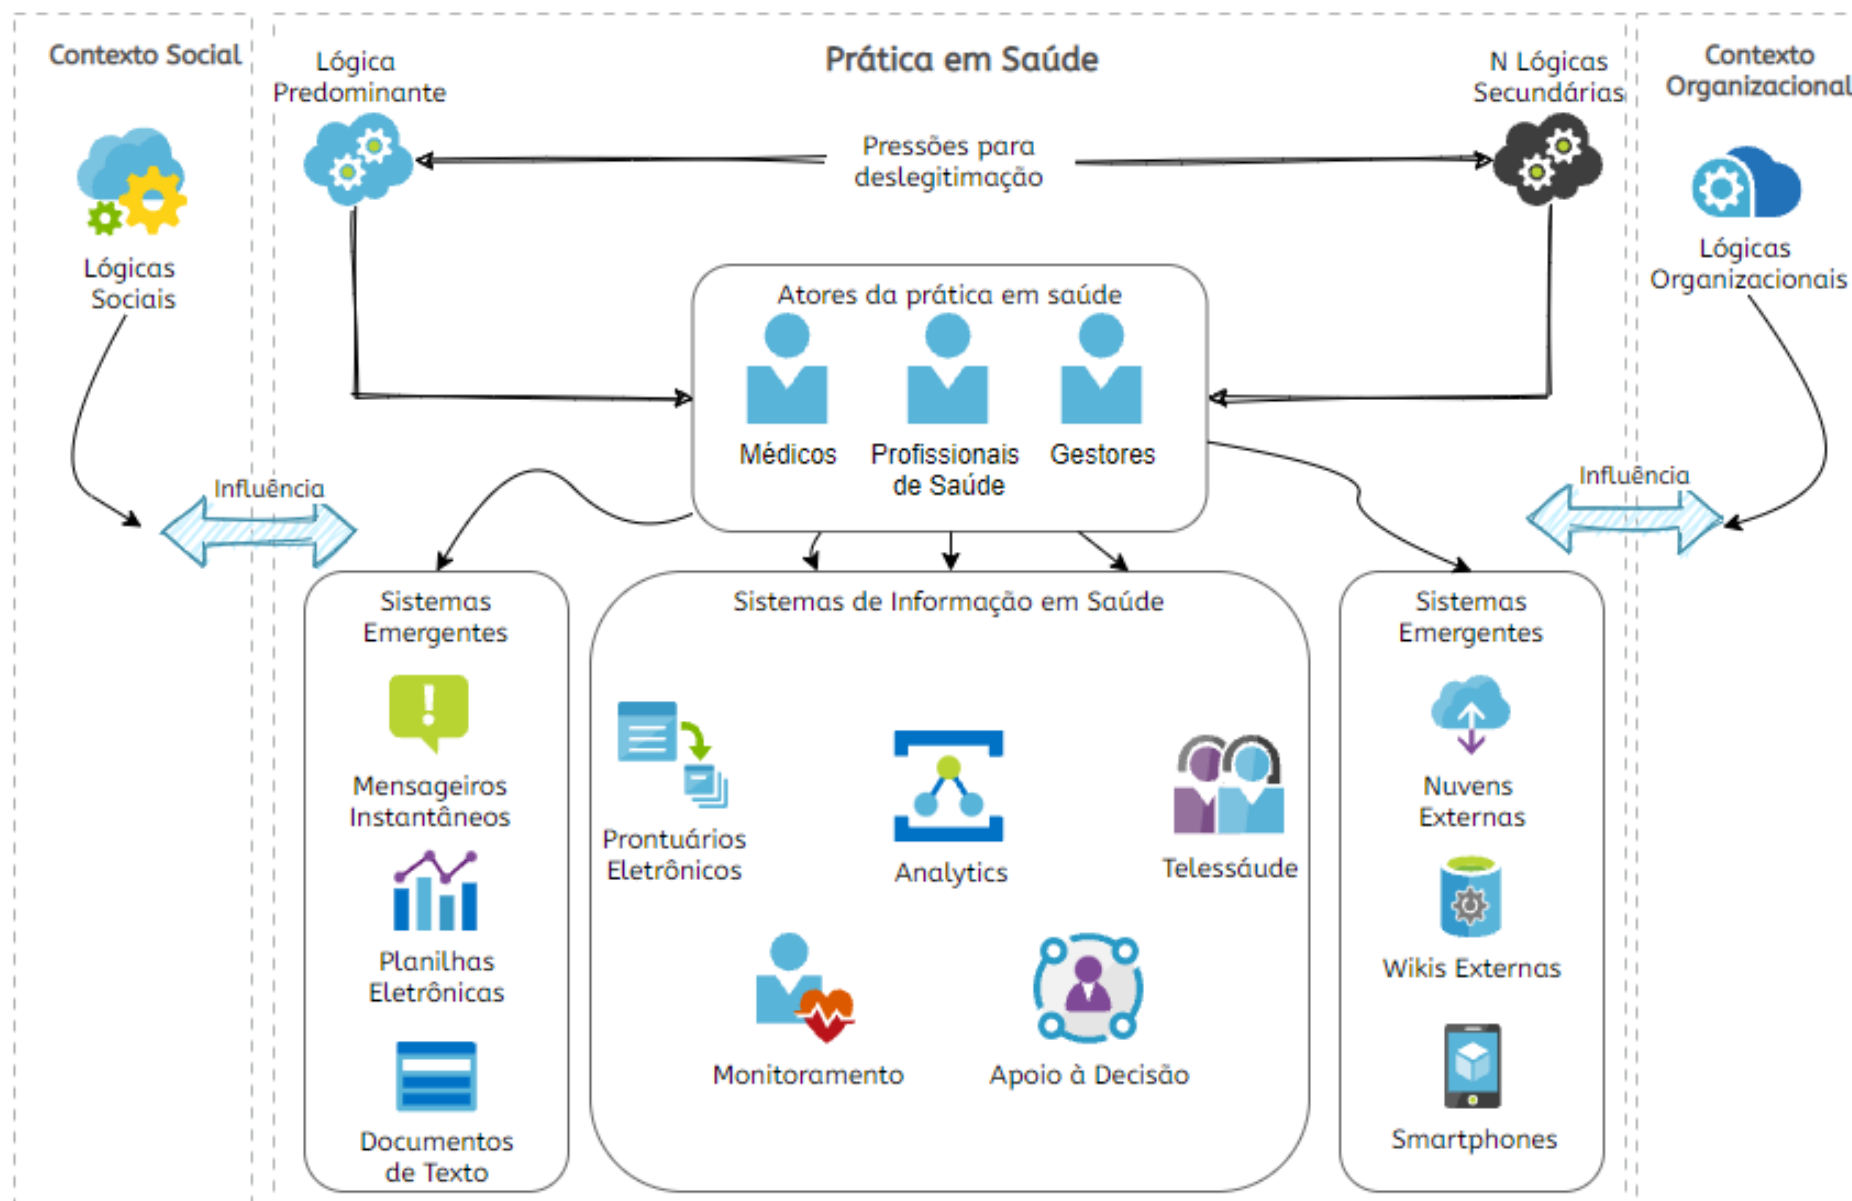 Contexto Social
Lógicas
Sociais
Prática em Saúde
Lógica
Predominante
Pressões para
deslegitimação
N Lógicas
Secundárias
Contexto
Organizacional
Lógicas
Organizacionais
Atores da prática em saúde
Médicos
Profissionais
de Saúde
Gestores
Influência
Influência
Sistemas
Emergentes
Mensageiros
Instantâneos
Planilhas
Eletrônicas
Documentos
de Texto
Sistemas de Informação em Saúde
Prontuários
Eletrônicos
Analytics
Telessáude
Monitoramento
Apoio à Decisão
Sistemas
Emergentes
Nuvens
Externas
Wikis Externas
Smartphones